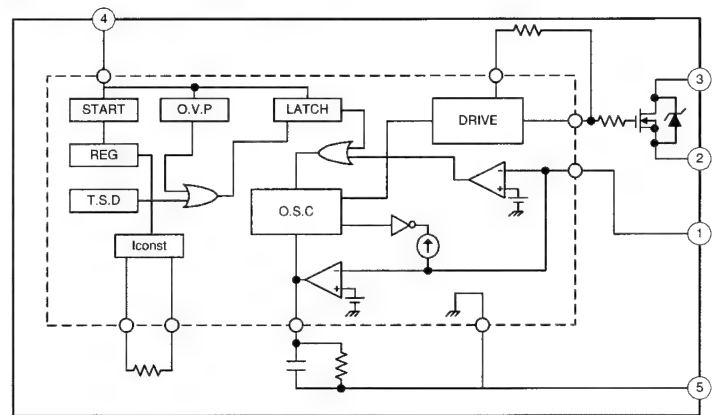 4
START
O.V.P
LATCH
DRIVE
3
REG
2
T.S.D
O.S.C
1
Iconst
5